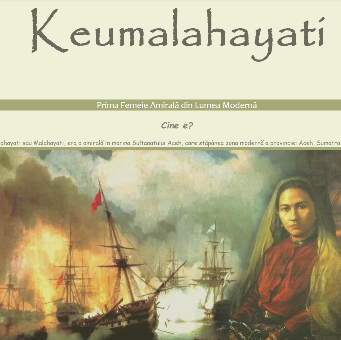 Keumalahayati
Prima Femeie Amirală din Lumea Modernă
Cine e?
ahayati sau Malahayati, era o amirală în marina Sultanatului Aceh, care stăpânea zona modernă a provinciei Aceh, Sumatra